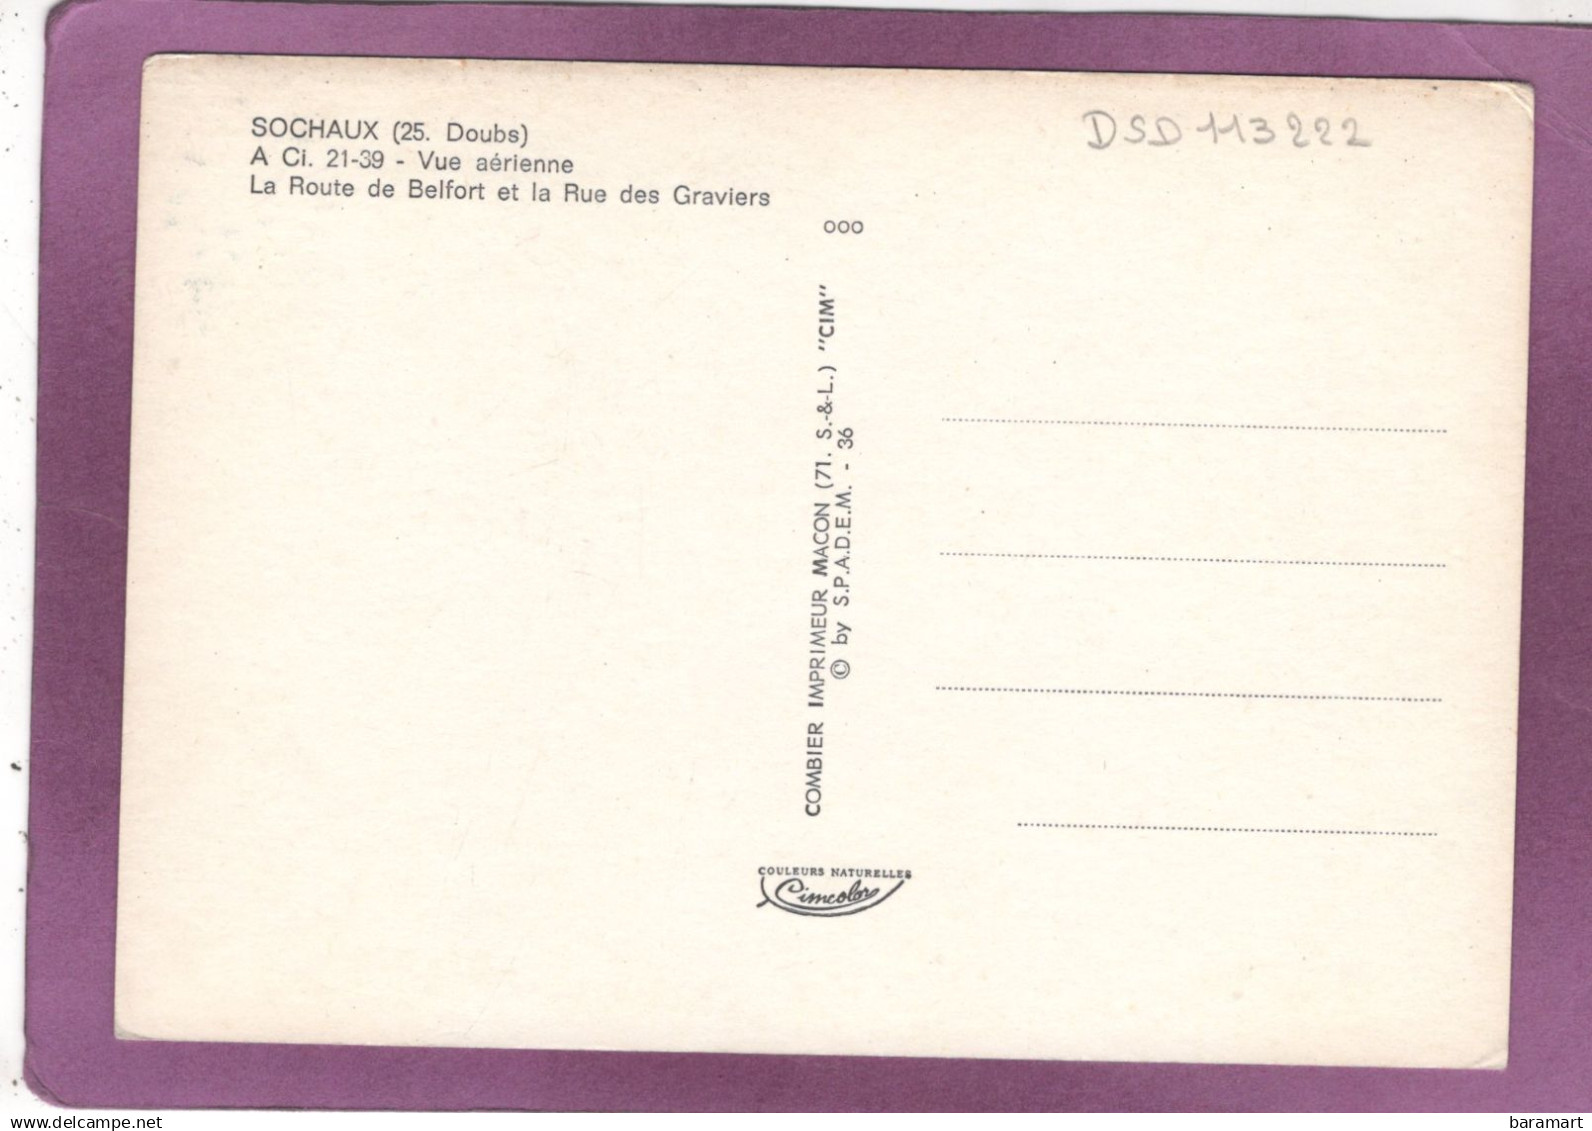 SOCHAUX (25. Doubs)
A Ci. 21-39 - Vue aérienne
La Route de Belfort et la Rue des Graviers
DSD 113222
ooo
COMBIER IMPRIMEUR MACON (71. S.-&-L.) "CIM"
© by S.P.A.D.E.M. - 36
COULEURS NATURELLES
Cimcolor
www.delcampe.net
baramart